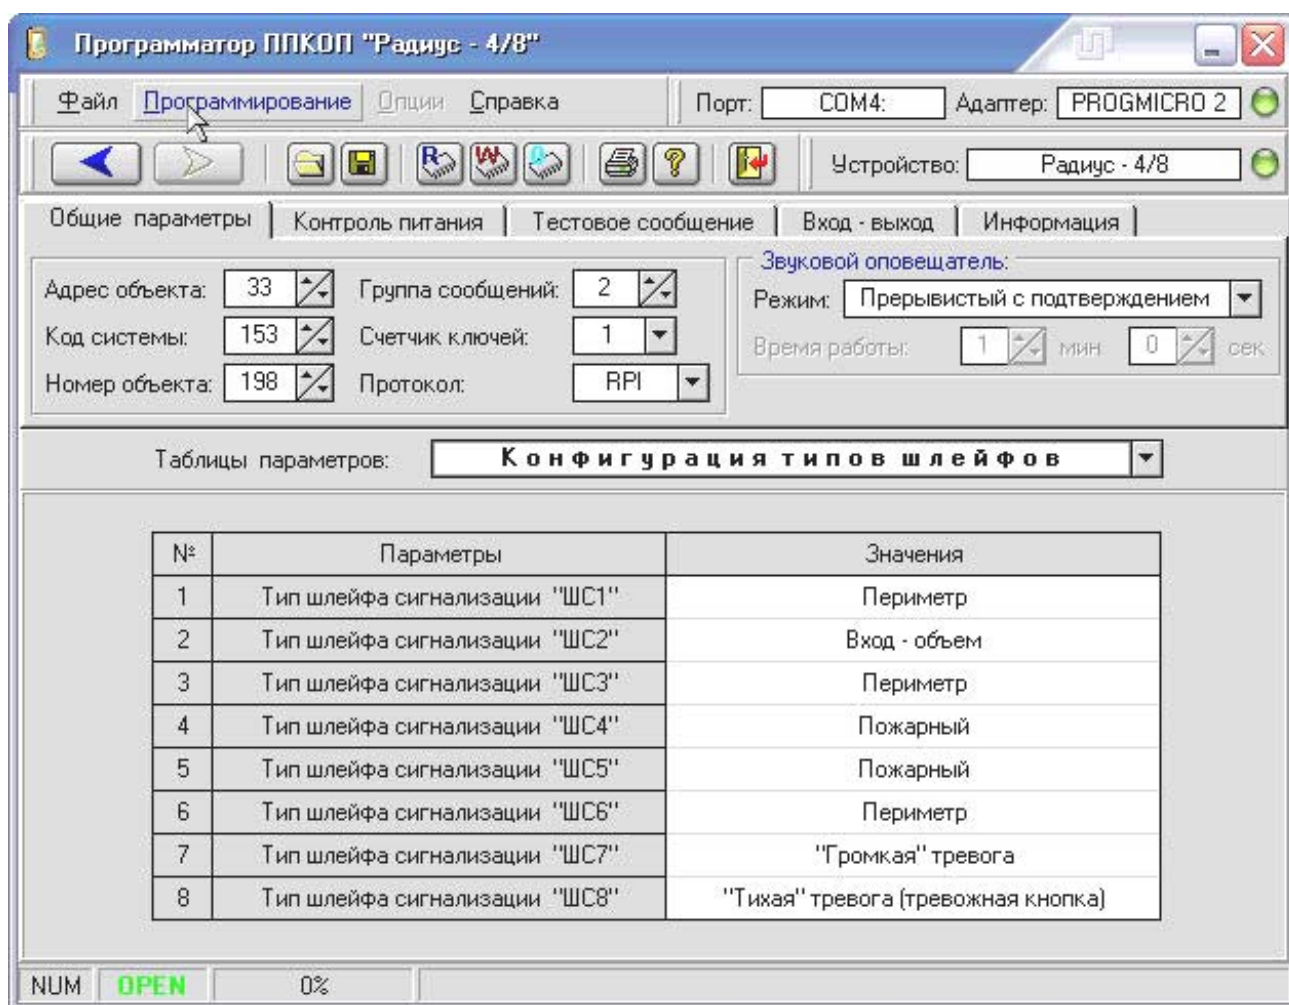 Программатор ППКОП "Радиус - 4/8"
Файл Программирование Опции Справка Порт: COM4: Адаптер: PROGMICRO 2
R W ? Устройство: Радиус - 4/8
Общие параметры Контроль питания Тестовое сообщение Вход - выход Информация
Звуковой оповещатель:
Адрес объекта: 33 Группа сообщений: 2
Режим: Прерывистый с подтверждением
Код системы: 153 Счетчик ключей: 1
Время работы: 1 мин 0 сек
Номер объекта: 198 Протокол: RPI
Таблицы параметров: Конфигурация типов шлейфов
№ Параметры Значения
1 Тип шлейфа сигнализации "ШС1" Периметр
2 Тип шлейфа сигнализации "ШС2" Вход - объем
3 Тип шлейфа сигнализации "ШС3" Периметр
4 Тип шлейфа сигнализации "ШС4" Пожарный
5 Тип шлейфа сигнализации "ШС5" Пожарный
6 Тип шлейфа сигнализации "ШС6" Периметр
7 Тип шлейфа сигнализации "ШС7" "Громкая" тревога
8 Тип шлейфа сигнализации "ШС8" "Тихая" тревога (тревожная кнопка)
NUM OPEN 0%